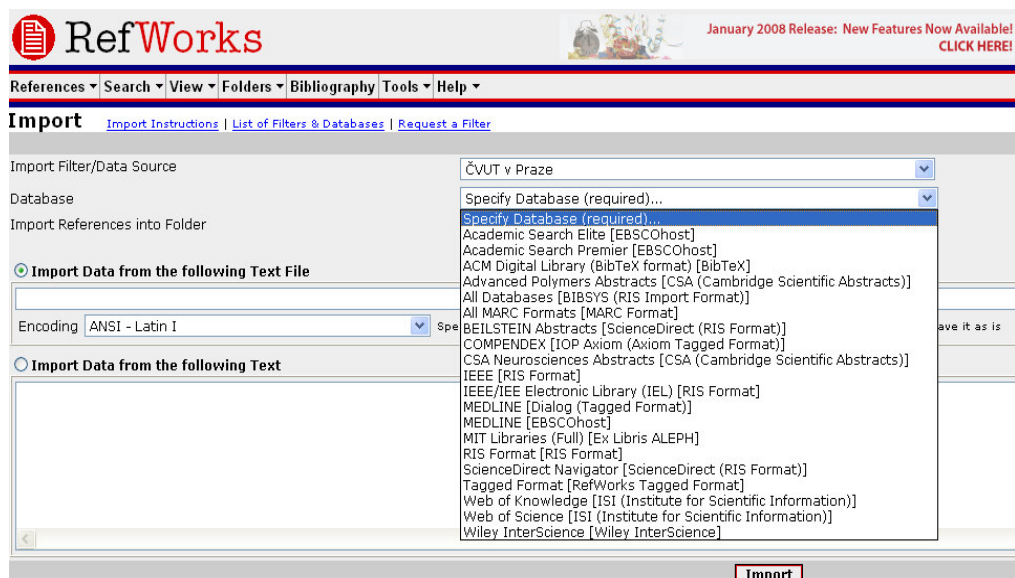 RefWorks
January 2008 Release: New Features Now Available!
CLICK HERE!
References Search View Folders Bibliography Tools Help
Import Import Instructions | List of Filters & Databases | Request a Filter
Import Filter/Data Source ČVUT v Praze
Database Specify Database (required)...
Import References into Folder
Specify Database (required)...
Academic Search Elite [EBSCOhost]
Academic Search Premier [EBSCOhost]
ACM Digital Library (BibTeX format) [BibTeX]
Advanced Polymers Abstracts [CSA (Cambridge Scientific Abstracts)]
All Databases [BIBSYS (RIS Import Format)]
All MARC Formats [MARC Format]
BEILSTEIN Abstracts [ScienceDirect (RIS Format)]
COMPENDEX [IOP Axiom (Axiom Tagged Format)]
CSA Neurosciences Abstracts [CSA (Cambridge Scientific Abstracts)]
IEEE [RIS Format]
IEEE/IEE Electronic Library (IEL) [RIS Format]
MEDLINE [Dialog (Tagged Format)]
MEDLINE [EBSCOhost]
MIT Libraries (Full) [Ex Libris ALEPH]
RIS Format [RIS Format]
ScienceDirect Navigator [ScienceDirect (RIS Format)]
Tagged Format [RefWorks Tagged Format]
Web of Knowledge [ISI (Institute for Scientific Information)]
Web of Science [ISI (Institute for Scientific Information)]
Wiley InterScience [Wiley InterScience]
Import Data from the following Text File
Encoding ANSI - Latin I Spe ave it as is
Import Data from the following Text
Import